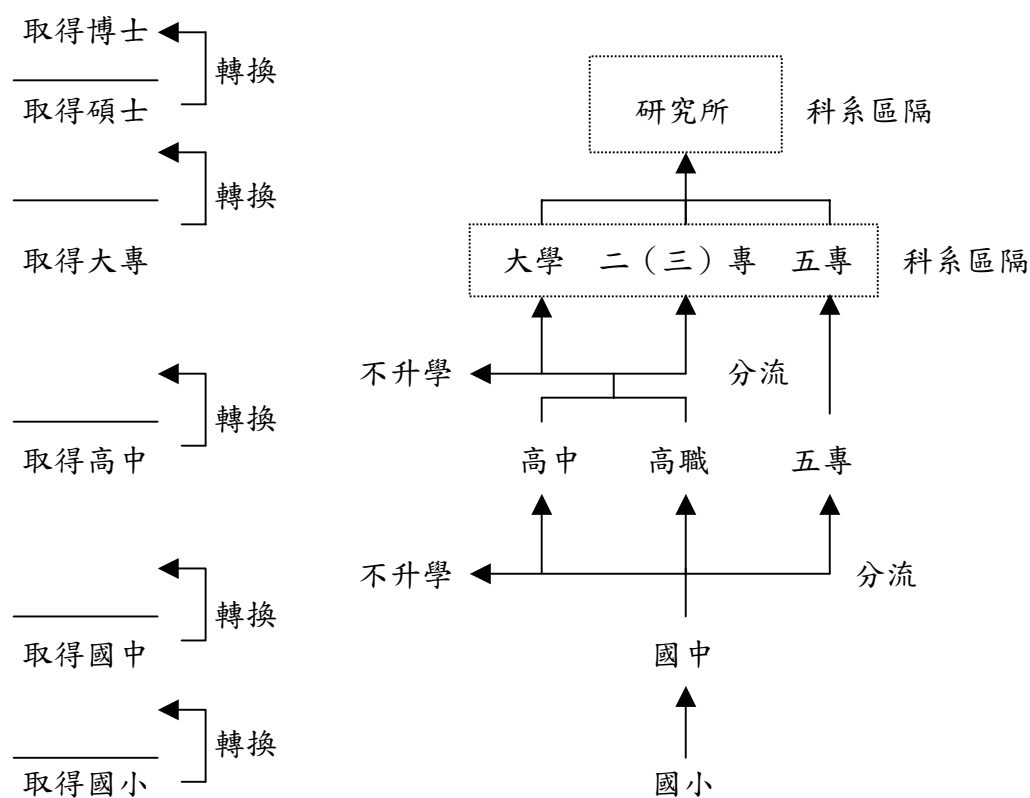 取得博士
轉換
取得碩士
研究所 科系區隔
轉換
取得大專
大學 二（三）專 五專 科系區隔
不升學 分流
轉換
取得高中
高中 高職 五專
不升學 分流
轉換
取得國中
國中
轉換
取得國小
國小